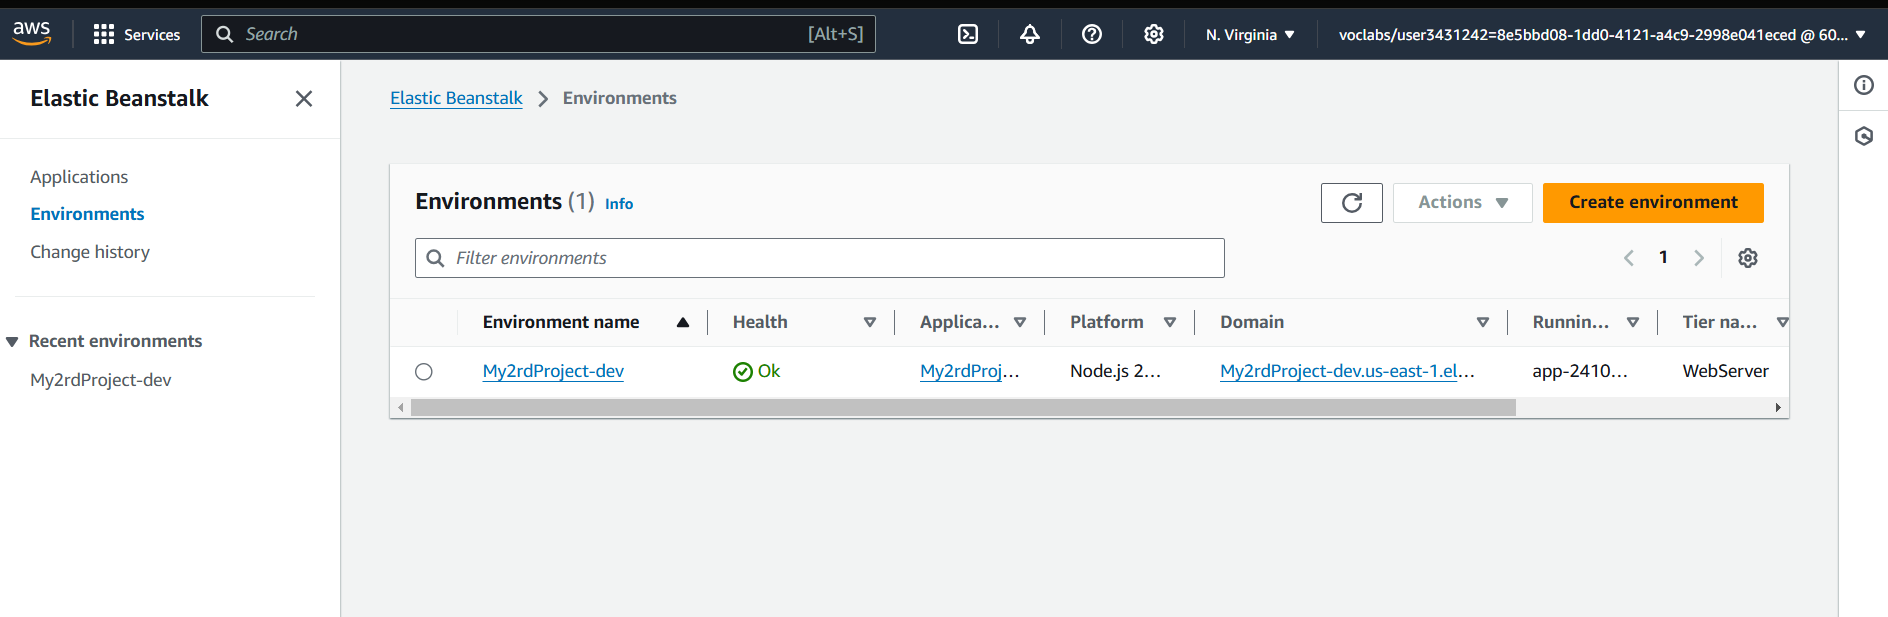 aws Services Search [Alt+S] N. Virginia voclabs/user3431242=8e5bbd08-1dd0-4121-a4c9-2998e041eced @ 60...
Elastic Beanstalk
Applications
Environments
Change history
Recent environments
My2rdProject-dev
Elastic Beanstalk Environments
Environments (1) Info Actions Create environment
Filter environments 1
Environment name Health Applica... Platform Domain Runnin... Tier na...
My2rdProject-dev Ok My2rdProj... Node.js 2... My2rdProject-dev.us-east-1.el... app-2410... WebServer